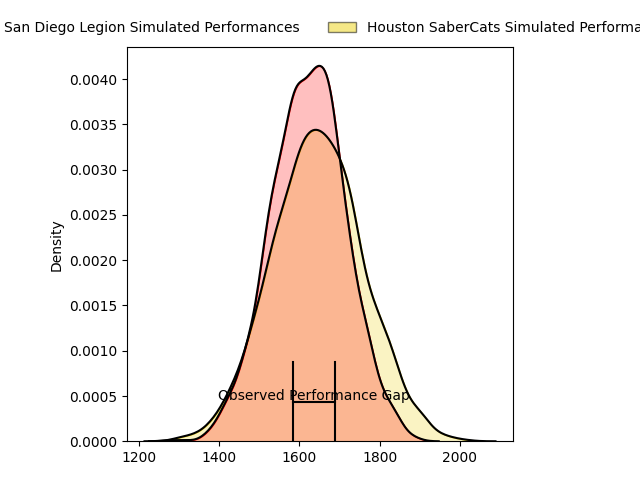 San Diego Legion Simulated Performances
Houston SaberCats Simulated Performa
0.0040
0.0035
0.0030
0.0025
0.0020
0.0015
0.0010
0.0005
0.0000
Density
Observed Performance Gap
1200 1400 1600 1800 2000